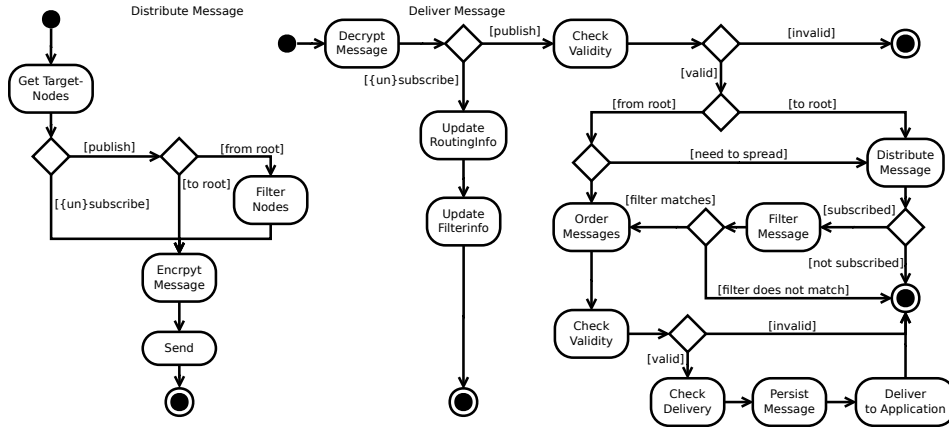 Distribute Message
Get Target-
Nodes
[publish]
[from root]
[to root]
[{un}subscribe]
Filter
Nodes
Encrpyt
Message
Send
Deliver Message
Decrypt
Message
[publish]
[{un}subscribe]
Update
RoutingInfo
Update
Filterinfo
Check
Validity
[invalid]
[valid]
[from root]
[to root]
[need to spread]
Distribute
Message
Order
Messages
[filter matches]
Filter
Message
[subscribed]
[not subscribed]
[filter does not match]
Check
Validity
[invalid]
[valid]
Check
Delivery
Persist
Message
Deliver
to Application